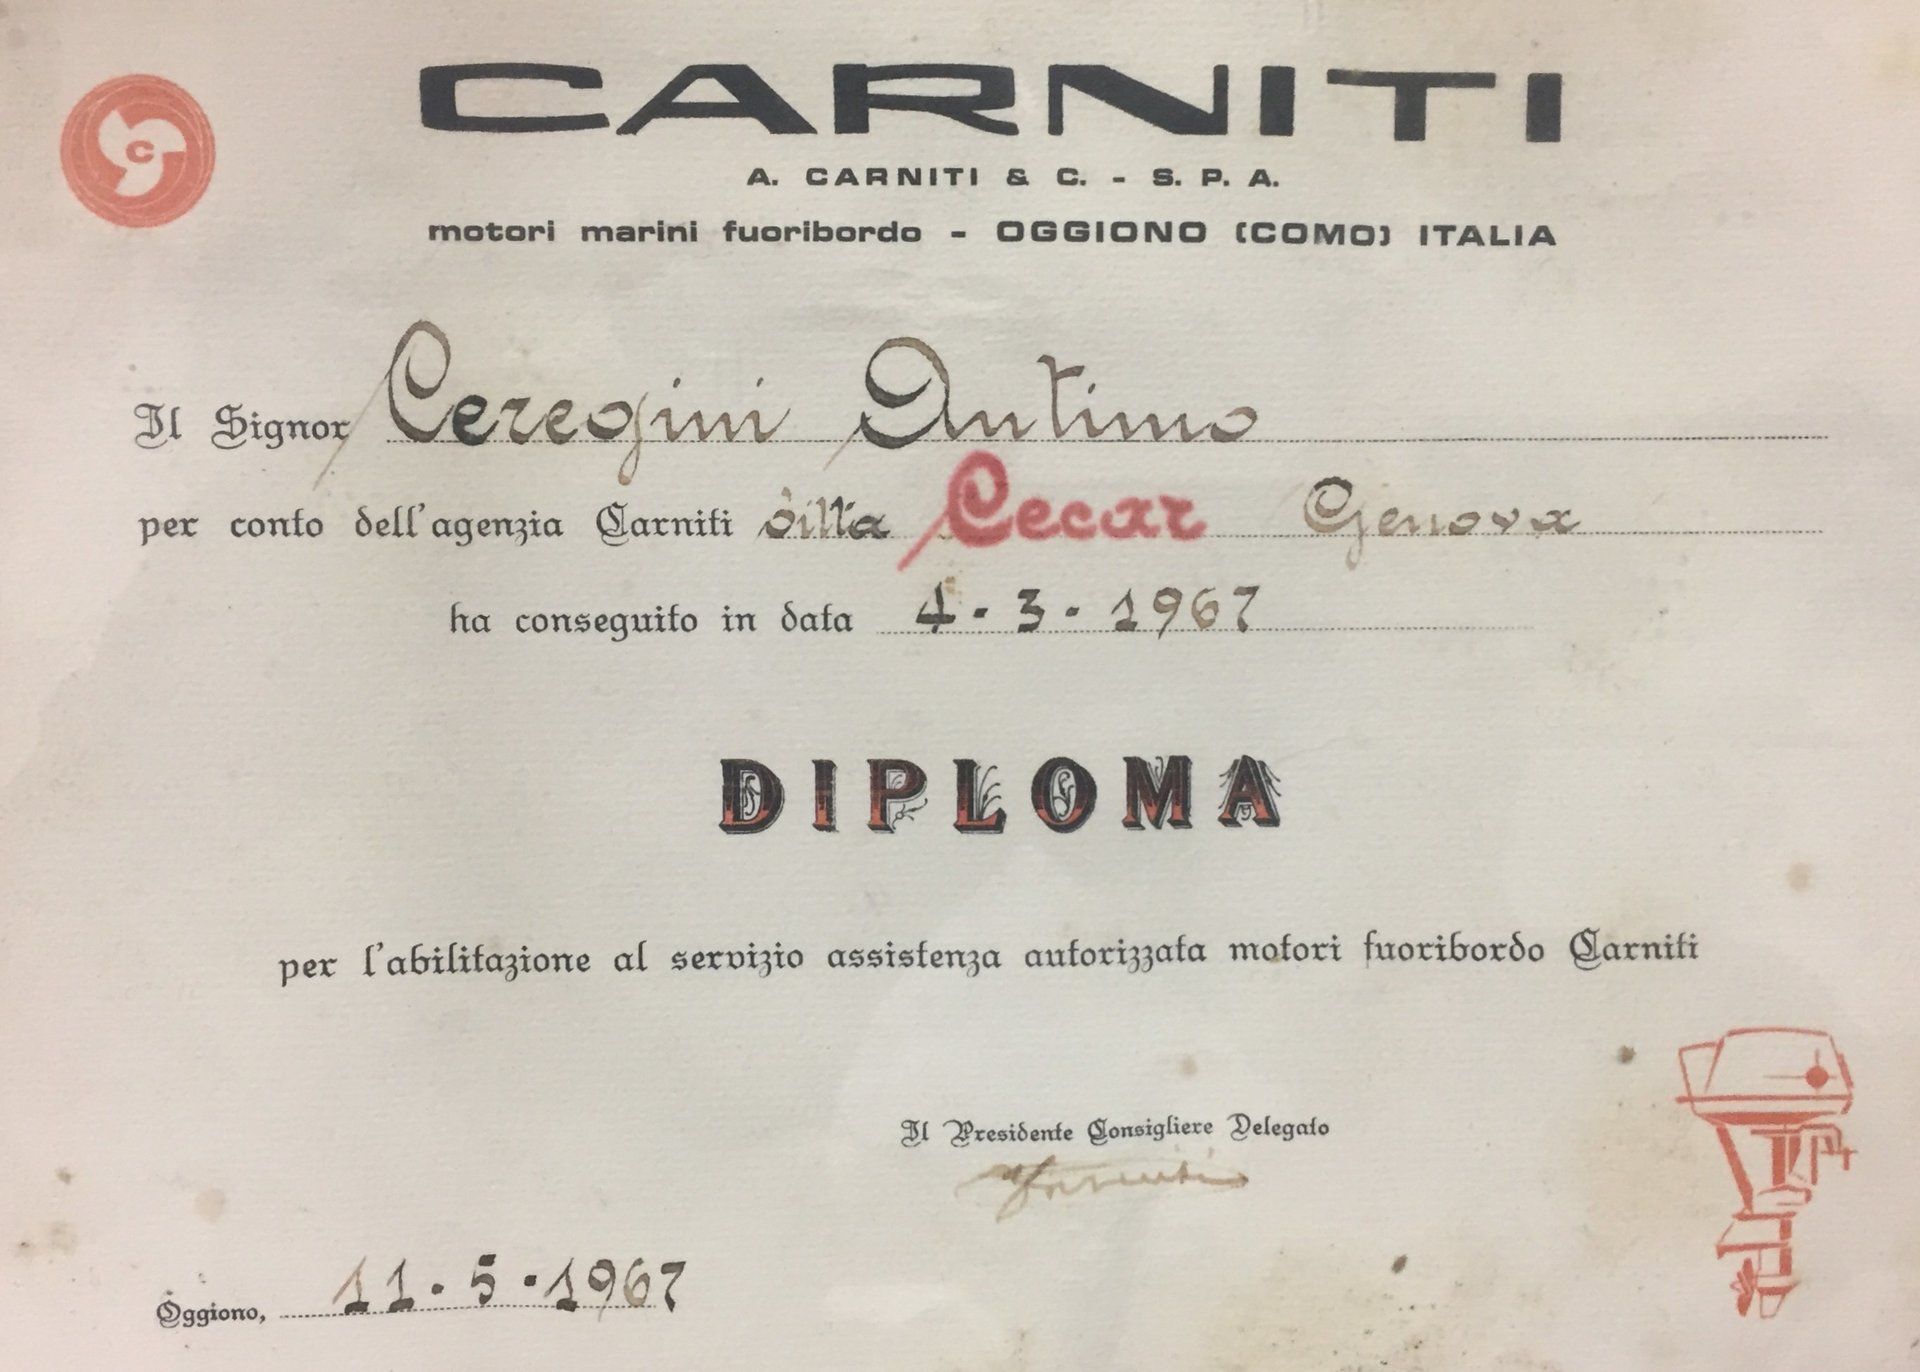 C
CARNITI
A. CARNITI & C. - S. P. A.
motori marini fuoribordo - OGGIONO (COMO) ITALIA
Il Signor Ceregini Antimo
per conto dell'agenzia Carniti Ditta Cecar Genova
ha conseguito in data 4-3-1967
DIPLOMA
per l'abilitazione al servizio assistenza autorizzata motori fuoribordo Carniti
Il Presidente Consigliere Delegato
Oggiono, 11-5-1967